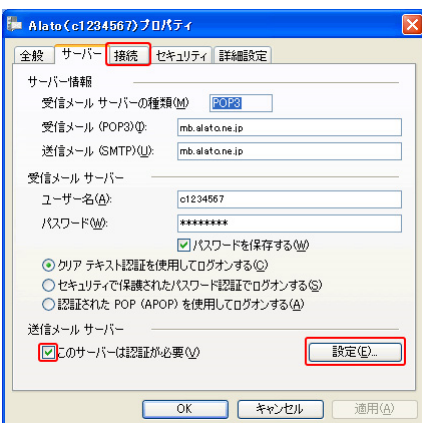 Alato(c1234567)プロパティ
全般 サーバー 接続 セキュリティ 詳細設定
サーバー情報
受信メール サーバーの種類(M) POP3
受信メール (POP3)(I): mb.alato.ne.jp
送信メール (SMTP)(U): mb.alato.ne.jp
受信メール サーバー
ユーザー名(A): c1234567
パスワード(W): ********
パスワードを保存する(W)
クリア テキスト認証を使用してログオンする(C)
セキュリティで保護されたパスワード認証でログオンする(S)
認証された POP (APOP) を使用してログオンする(A)
送信メール サーバー
このサーバーは認証が必要(V) 設定(E)...
OK キャンセル 適用(A)